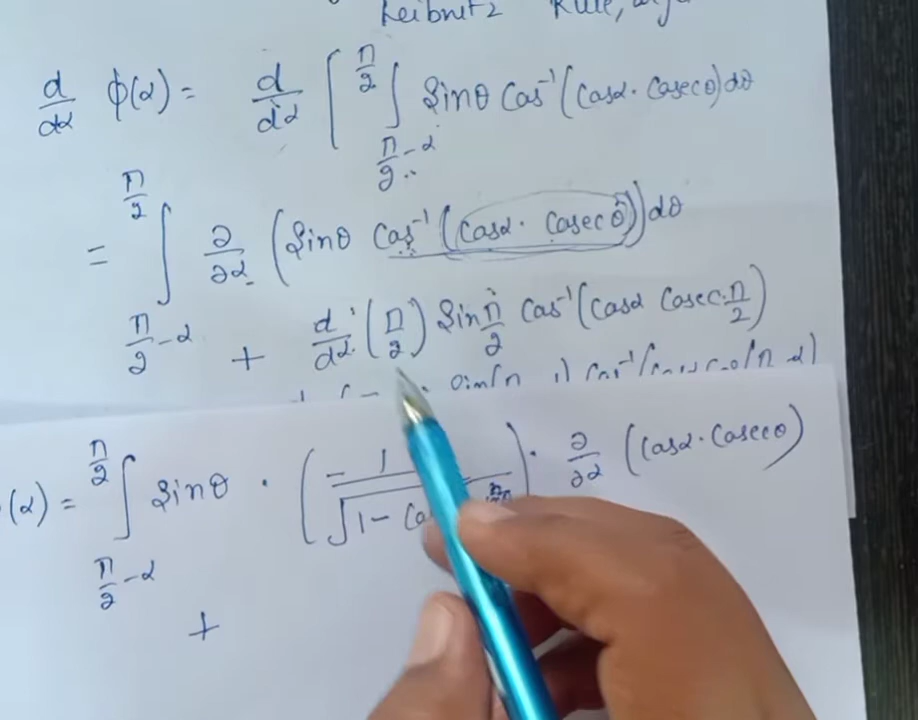 Leibnitz Rule,
d/dα ϕ(α) = d/dα [ ∫_{π/2-α}^{π/2} Sinθ Cos⁻¹(Cosα · Cosecθ) dθ
= ∫_{π/2-α}^{π/2} ∂/∂α (Sinθ Cos⁻¹(Cosα · Cosecθ)) dθ
+ d/dα (π/2) Sin π/2 Cos⁻¹(Cosα Cosec π/2)
(α) = ∫_{π/2-α}^{π/2} Sinθ · (-1/√(1 - ) · ∂/∂α (Cosα · Cosecθ)
+